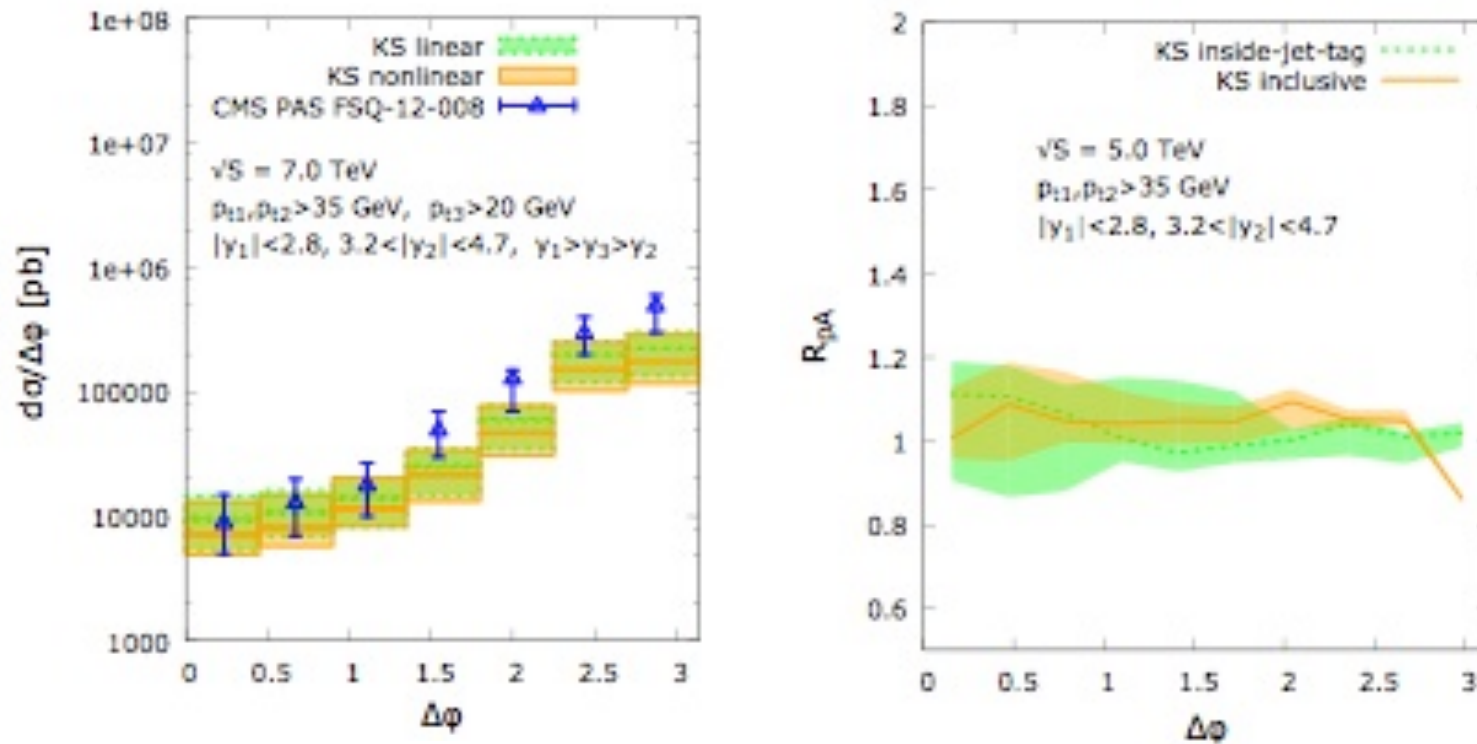 1e+08
1e+07
1e+06
100000
10000
1000
dσ/Δφ [pb]
KS linear
KS nonlinear
CMS PAS FSQ-12-008
√S = 7.0 TeV
pt1,pt2>35 GeV, pt3>20 GeV
|y1|<2.8, 3.2<|y2|<4.7, y1>y3>y2
0 0.5 1 1.5 2 2.5 3
Δφ
2
1.8
1.6
1.4
1.2
1
0.8
0.6
RpA
KS inside-jet-tag
KS inclusive
√S = 5.0 TeV
pt1,pt2>35 GeV
|y1|<2.8, 3.2<|y2|<4.7
0 0.5 1 1.5 2 2.5 3
Δφ